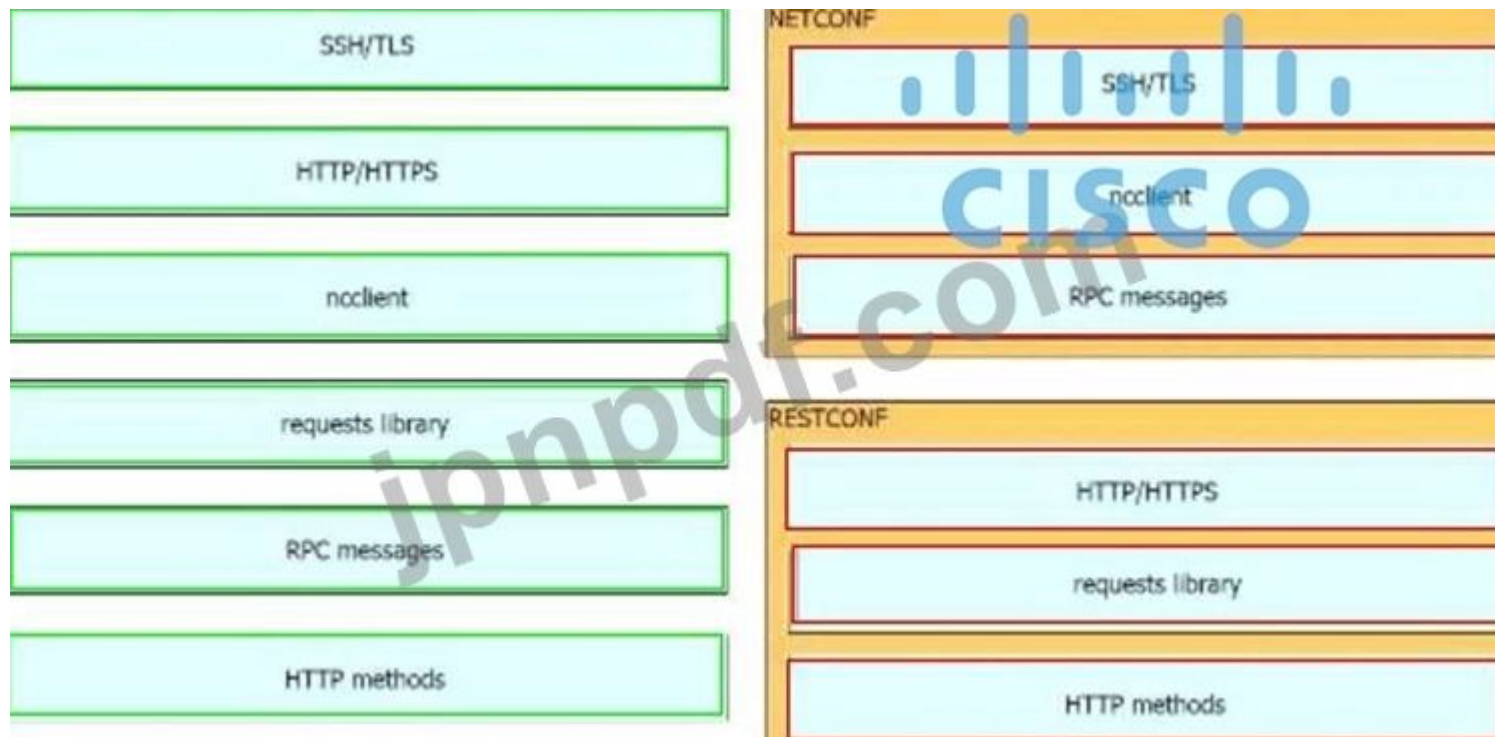 SSH/TLS
HTTP/HTTPS
ncclient
requests library
RPC messages
HTTP methods
NETCONF
SSH/TLS
ncclient
RPC messages
CISCO
RESTCONF
HTTP/HTTPS
requests library
HTTP methods
jpnpdf.com